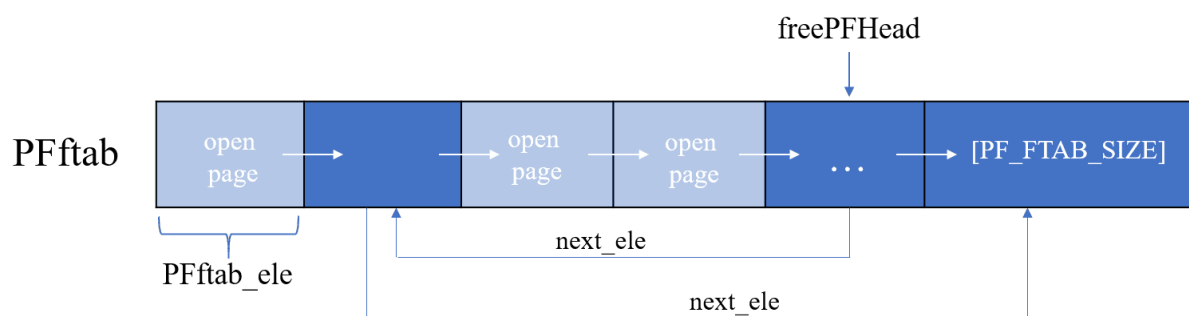 freePFHead
PFftab
open
page
open
page
open
page
...
[PF_FTAB_SIZE]
next_ele
PFftab_ele
next_ele